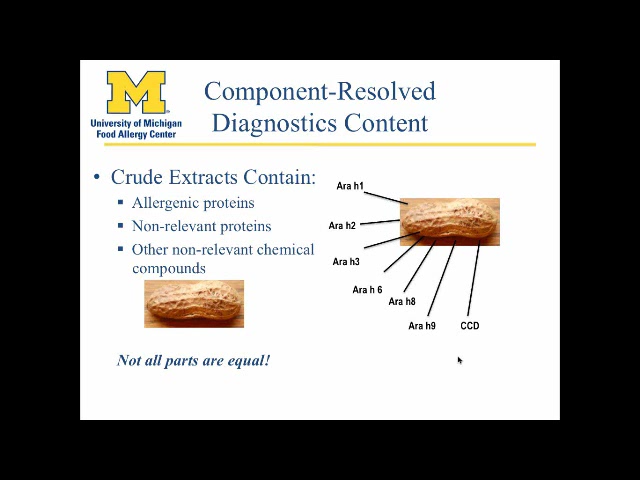 M
University of Michigan
Food Allergy Center
Component-Resolved
Diagnostics Content
• Crude Extracts Contain:
▪ Allergenic proteins
▪ Non-relevant proteins
▪ Other non-relevant chemical
compounds
Not all parts are equal!
Ara h1
Ara h2
Ara h3
Ara h 6
Ara h8
Ara h9
CCD